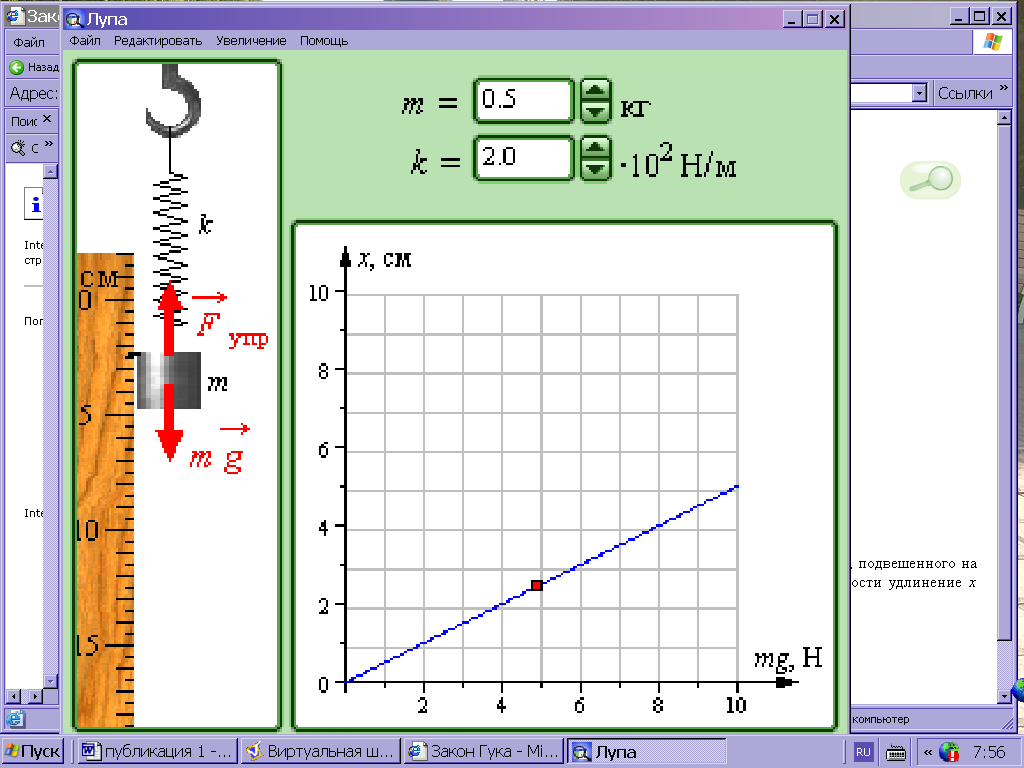 Зак
Лупа
Файл
Файл Редактировать Увеличение Помощь
Назад
Адрес:
Ссылки »
Поис ×
С »
m = 0.5 кг
k = 2.0 ·10² Н/м
k
см
0
5
10
15
F упр
m
m g
x, см
10
8
6
4
2
0
2 4 6 8 10
mg, Н
Inte
стр
Пог
Inte
, подвешенного на
ости удлинение x
компьютер
Пуск
публикация 1 -...
Виртуальная ш...
Закон Гука - Mi...
Лупа
RU
«
7:56